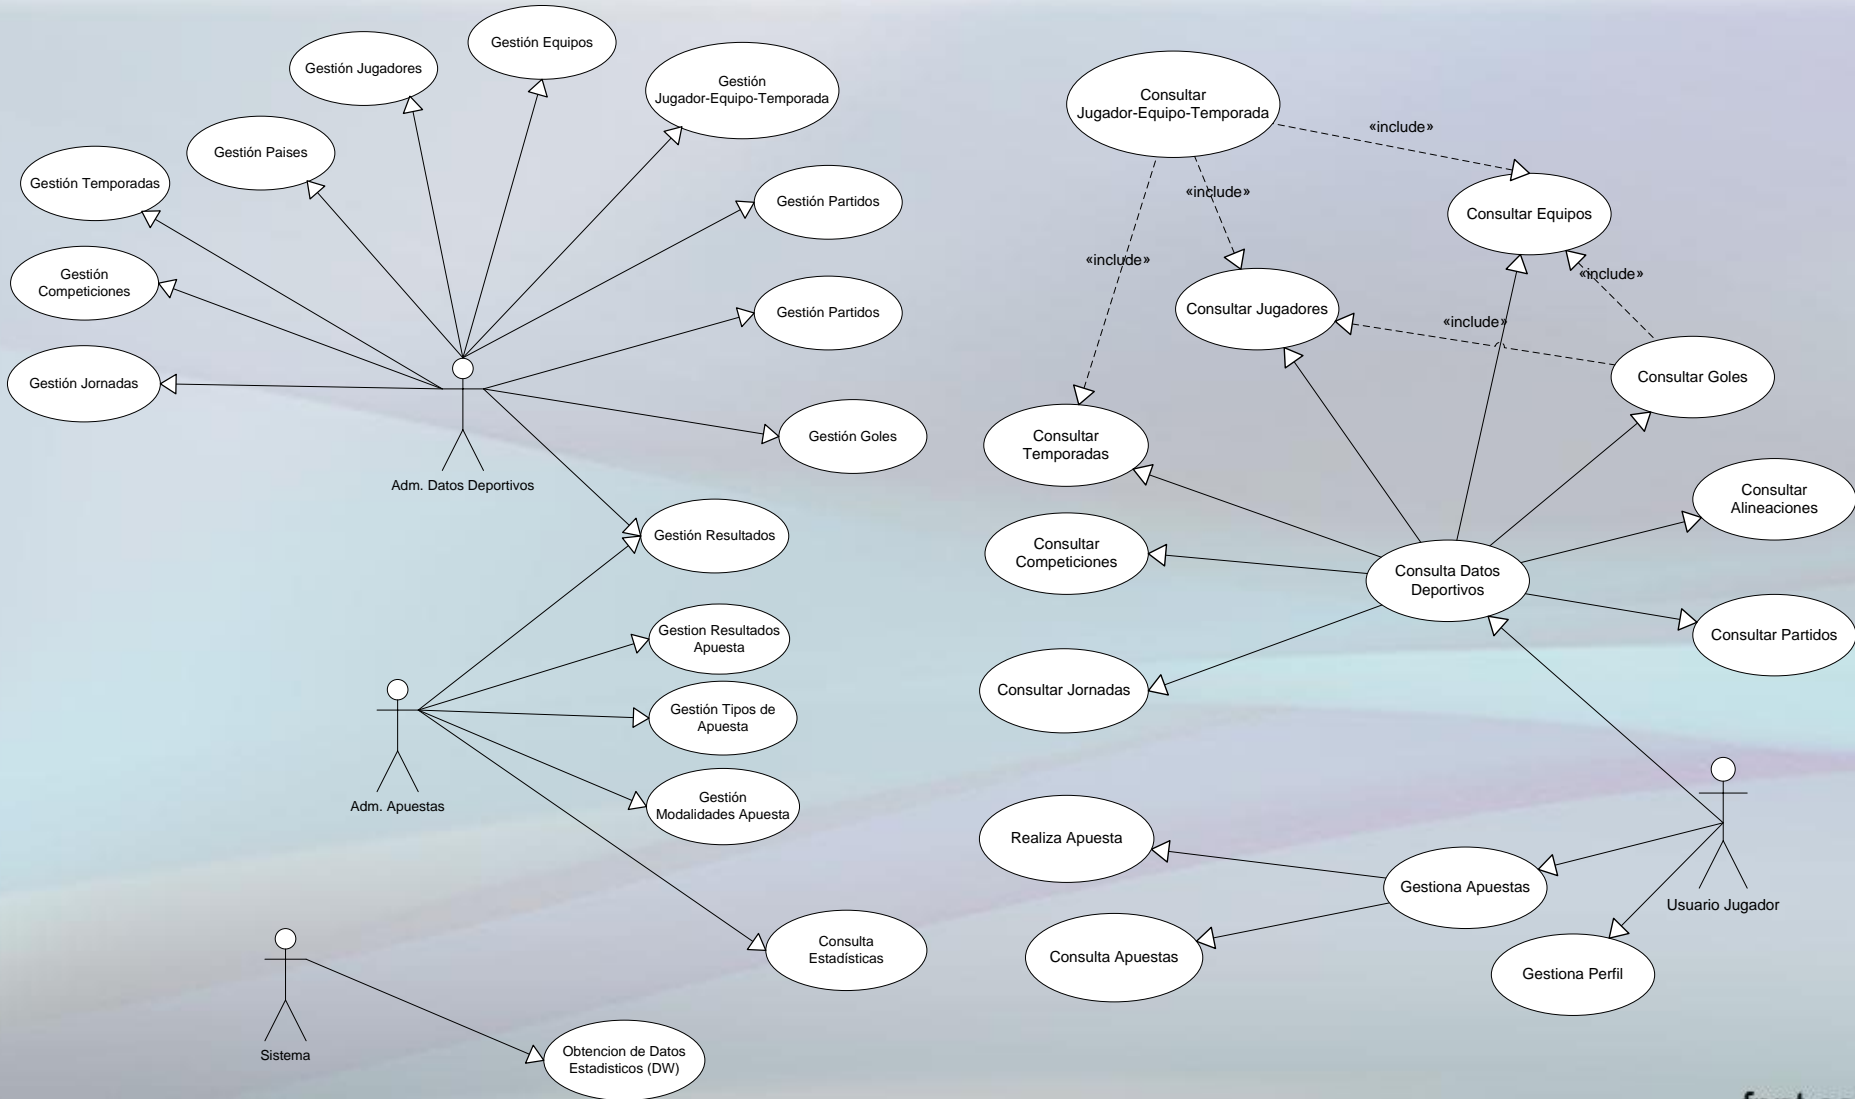 Gestión Equipos
Gestión Jugadores
Gestión
Jugador-Equipo-Temporada
Gestión Paises
Gestión Temporadas
Gestión Partidos
Gestión
Competiciones
Gestión Partidos
Gestión Jornadas
Gestión Goles
Adm. Datos Deportivos
Gestión Resultados
Gestion Resultados
Apuesta
Gestión Tipos de
Apuesta
Adm. Apuestas
Gestión
Modalidades Apuesta
Consulta
Estadísticas
Sistema
Obtencion de Datos
Estadisticos (DW)
Consultar
Jugador-Equipo-Temporada
«include»
«include»
Consultar Equipos
«include»
«include»
Consultar Jugadores
«include»
Consultar Goles
Consultar
Temporadas
Consultar
Alineaciones
Consultar
Competiciones
Consulta Datos
Deportivos
Consultar Partidos
Consultar Jornadas
Realiza Apuesta
Gestiona Apuestas
Usuario Jugador
Consulta Apuestas
Gestiona Perfil